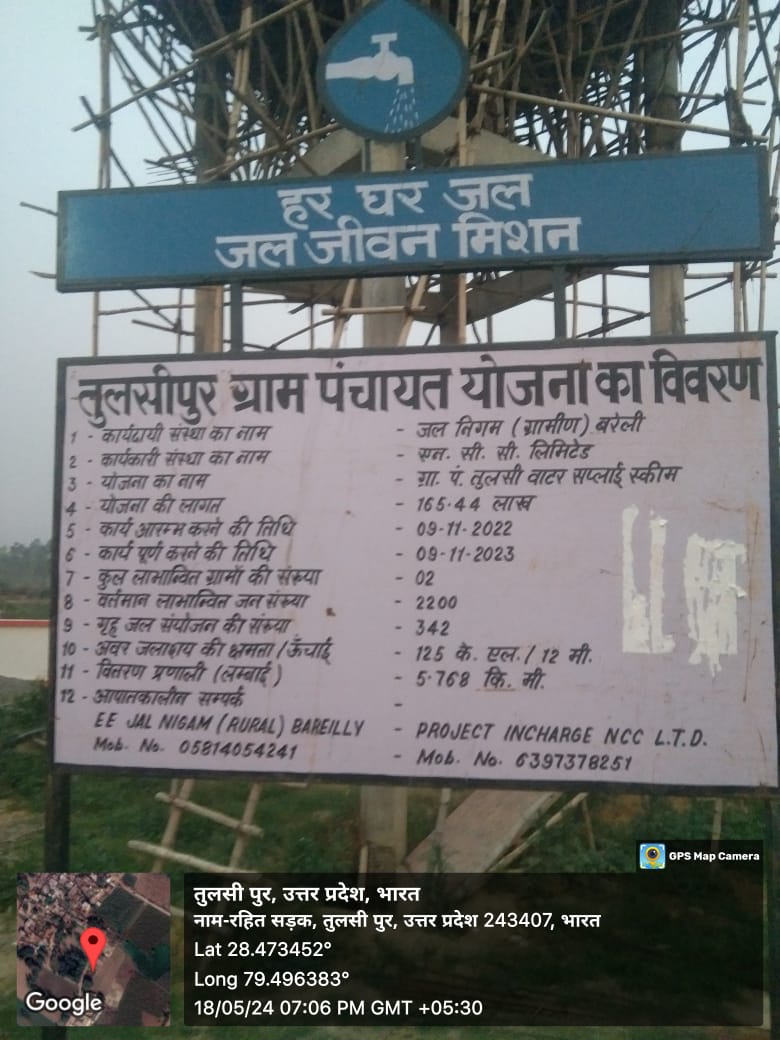 हर घर जल
जल जीवन मिशन
तुलसीपुर ग्राम पंचायत योजना का विवरण
1 - कार्यदायी संस्था का नाम - जल निगम (ग्रामीण) बरेली
2 - कार्यकारी संस्था का नाम - एन. सी. सी. लिमिटेड
3 - योजना का नाम - ग्रा. पं. तुलसी वाटर सप्लाई स्कीम
4 - योजना की लागत - 165.44 लाख
5 - कार्य आरम्भ करने की तिथि - 09-11-2022
6 - कार्य पूर्ण करने की तिथि - 09-11-2023
7 - कुल लाभान्वित ग्रामों की संख्या - 02
8 - वर्तमान लाभान्वित जन संख्या - 2200
9 - गृह जल संयोजन की संख्या - 342
10 - अवर जलाशय की क्षमता / ऊँचाई - 125 के. एल. / 12 मी.
11 - वितरण प्रणाली (लम्बाई) - 5.768 कि. मी.
12 - आपातकालीन सम्पर्क -
EE JAL NIGAM (RURAL) BAREILLY - PROJECT INCHARGE NCC L.T.D.
Mob. No. 05814054241 - Mob. No. 6397378251
GPS Map Camera
तुलसी पुर, उत्तर प्रदेश, भारत
नाम-रहित सड़क, तुलसी पुर, उत्तर प्रदेश 243407, भारत
Lat 28.473452°
Long 79.496383°
18/05/24 07:06 PM GMT +05:30
Google